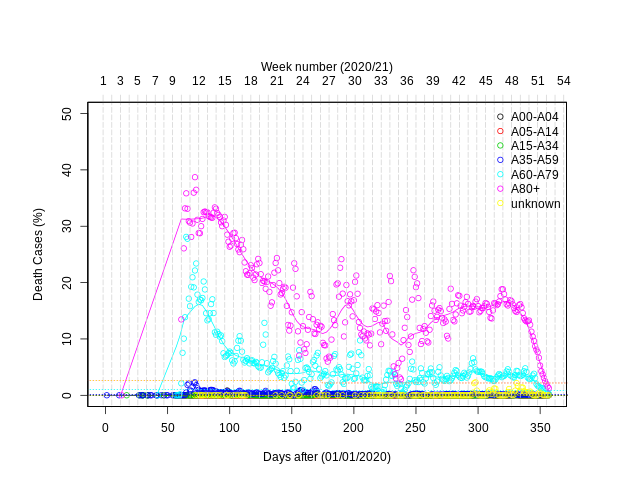 Week number (2020/21)
1 3 5 7 9 12 15 18 21 24 27 30 33 36 39 42 45 48 51 54
50
40
30
20
10
0
Death Cases (%)
A00-A04
A05-A14
A15-A34
A35-A59
A60-A79
A80+
unknown
0 50 100 150 200 250 300 350
Days after (01/01/2020)